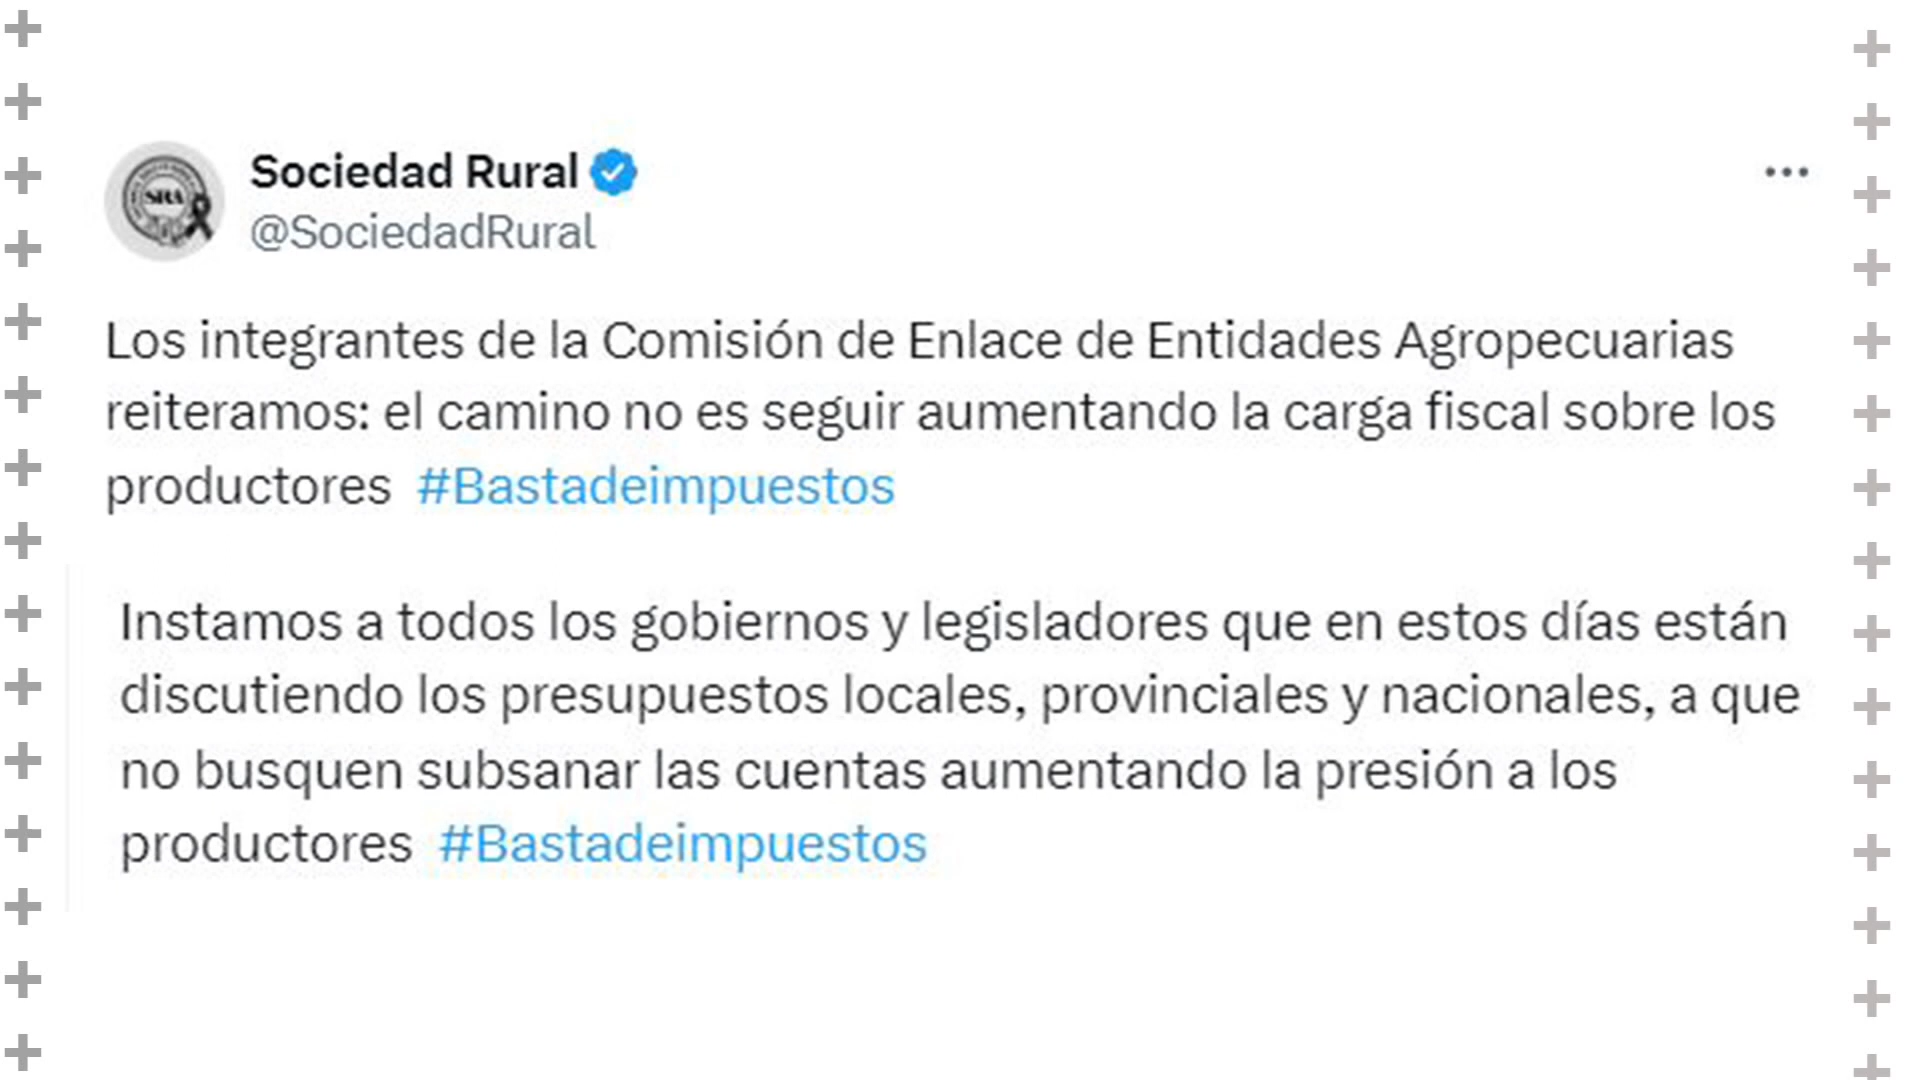 Sociedad Rural
@SociedadRural
SRA
Los integrantes de la Comisión de Enlace de Entidades Agropecuarias
reiteramos: el camino no es seguir aumentando la carga fiscal sobre los
productores #Bastadeimpuestos
Instamos a todos los gobiernos y legisladores que en estos días están
discutiendo los presupuestos locales, provinciales y nacionales, a que
no busquen subsanar las cuentas aumentando la presión a los
productores #Bastadeimpuestos